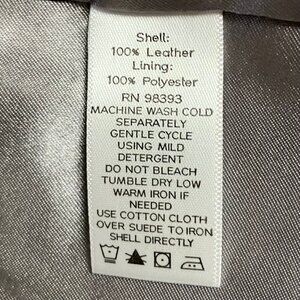 Shell:
100% Leather
Lining:
100% Polyester
RN 98393
MACHINE WASH COLD
SEPARATELY
GENTLE CYCLE
USING MILD
DETERGENT
DO NOT BLEACH
TUMBLE DRY LOW
WARM IRON IF
NEEDED
USE COTTON CLOTH
OVER SUEDE TO IRON
SHELL DIRECTLY